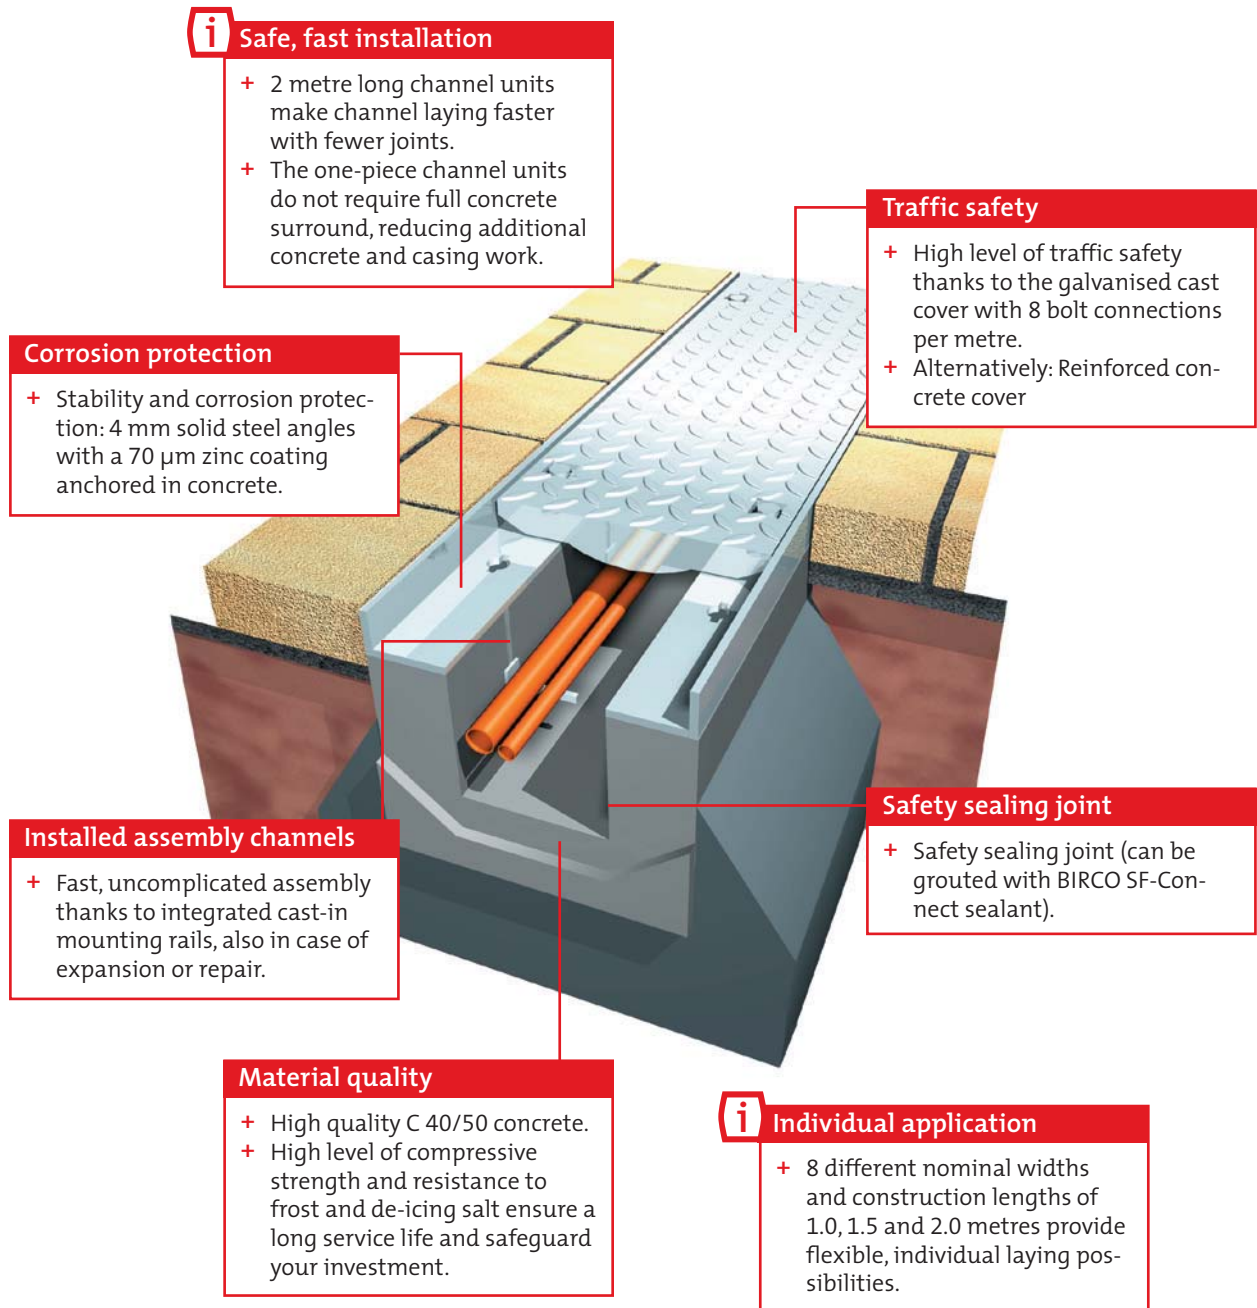 i
Safe, fast installation
+ 2 metre long channel units
make channel laying faster
with fewer joints.
+ The one-piece channel units
do not require full concrete
surround, reducing additional
concrete and casing work.
Traffic safety
+ High level of traffic safety
thanks to the galvanised cast
cover with 8 bolt connections
per metre.
+ Alternatively: Reinforced con-
crete cover
Corrosion protection
+ Stability and corrosion protec-
tion: 4 mm solid steel angles
with a 70 µm zinc coating
anchored in concrete.
Installed assembly channels
+ Fast, uncomplicated assembly
thanks to integrated cast-in
mounting rails, also in case of
expansion or repair.
Safety sealing joint
+ Safety sealing joint (can be
grouted with BIRCO SF-Con-
nect sealant).
Material quality
+ High quality C 40/50 concrete.
+ High level of compressive
strength and resistance to
frost and de-icing salt ensure a
long service life and safeguard
your investment.
i
Individual application
+ 8 different nominal widths
and construction lengths of
1.0, 1.5 and 2.0 metres provide
flexible, individual laying pos-
sibilities.